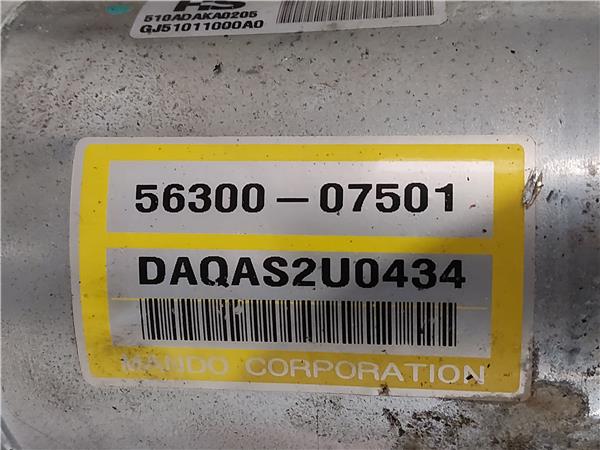 510ADAKA0205
GJ51011000A0
56300-07501
DAQAS2U0434
MANDO CORPORATION